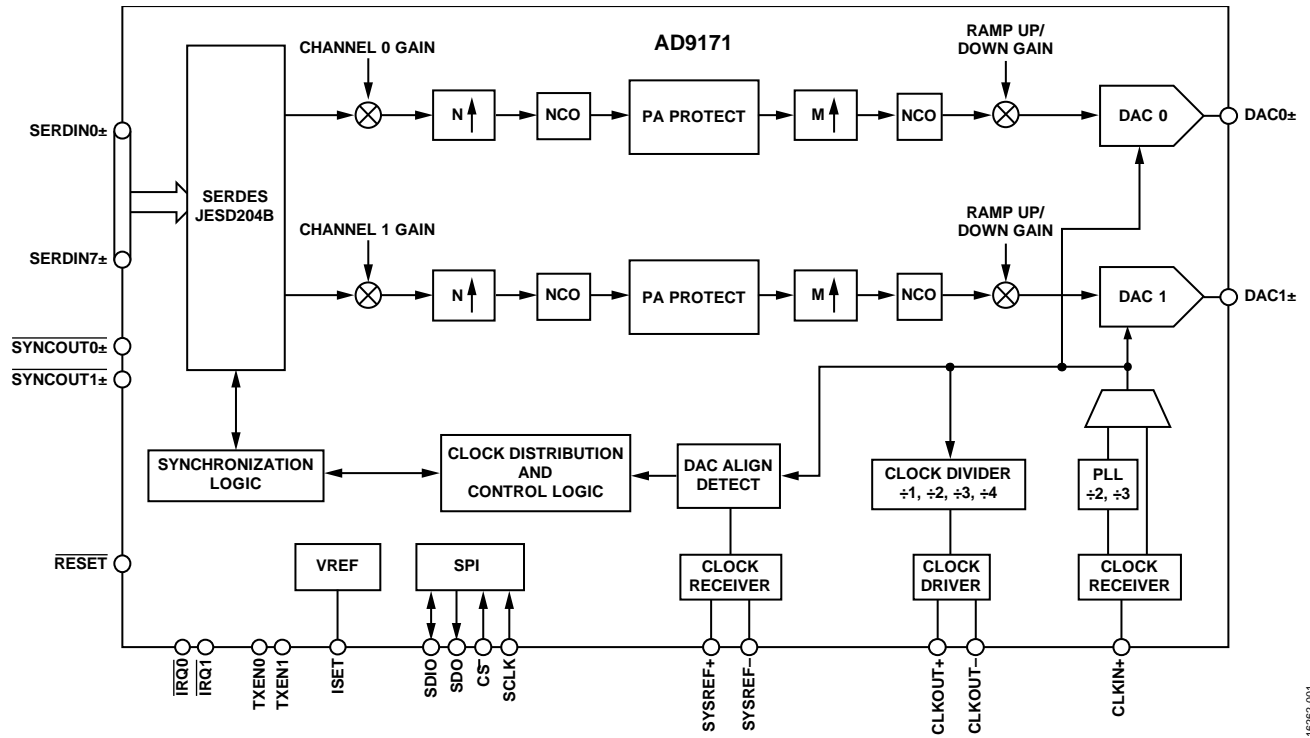 AD9171
CHANNEL 0 GAIN
RAMP UP/
DOWN GAIN
SERDIN0±
SERDES
JESD204B
N
NCO
PA PROTECT
M
NCO
DAC 0
DAC0±
CHANNEL 1 GAIN
RAMP UP/
DOWN GAIN
SERDIN7±
N
NCO
PA PROTECT
M
NCO
DAC 1
DAC1±
SYNCOUT0±
SYNCOUT1±
SYNCHRONIZATION
LOGIC
CLOCK DISTRIBUTION
AND
CONTROL LOGIC
DAC ALIGN
DETECT
CLOCK DIVIDER
÷1, ÷2, ÷3, ÷4
PLL
÷2, ÷3
RESET
VREF
SPI
CLOCK
RECEIVER
CLOCK
DRIVER
CLOCK
RECEIVER
IRQ0
IRQ1
TXEN0
TXEN1
ISET
SDIO
SDO
CS
SCLK
SYSREF+
SYSREF–
CLKOUT+
CLKOUT–
CLKIN+
16262-001